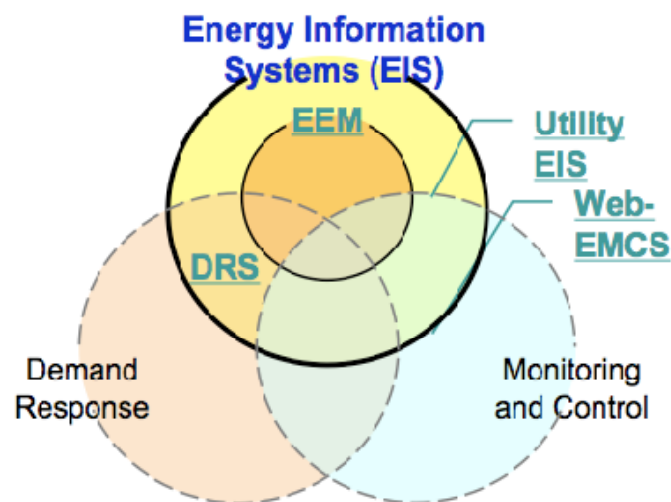 Energy Information
Systems (EIS)
EEM
Utility
EIS
Web-
EMCS
DRS
Demand
Response
Monitoring
and Control